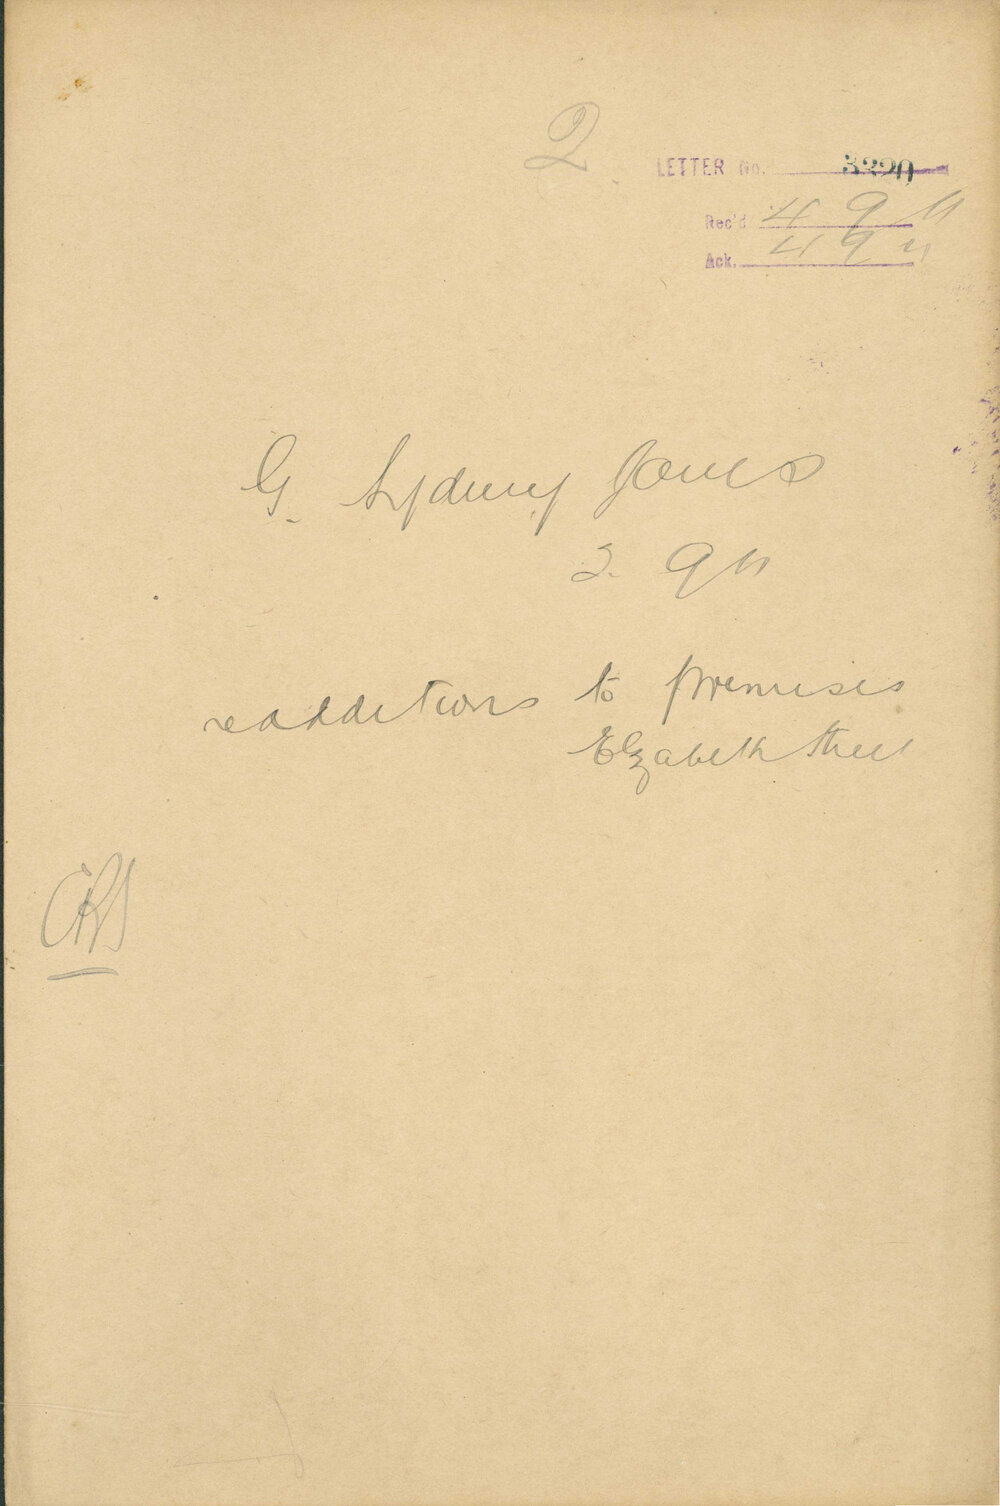 2
LETTER No. 3220
Rec'd 4 9 11
Ack. 4 9 11
G. Sydney Jones
2. 9 11
re additions to premises
Elizabeth Street